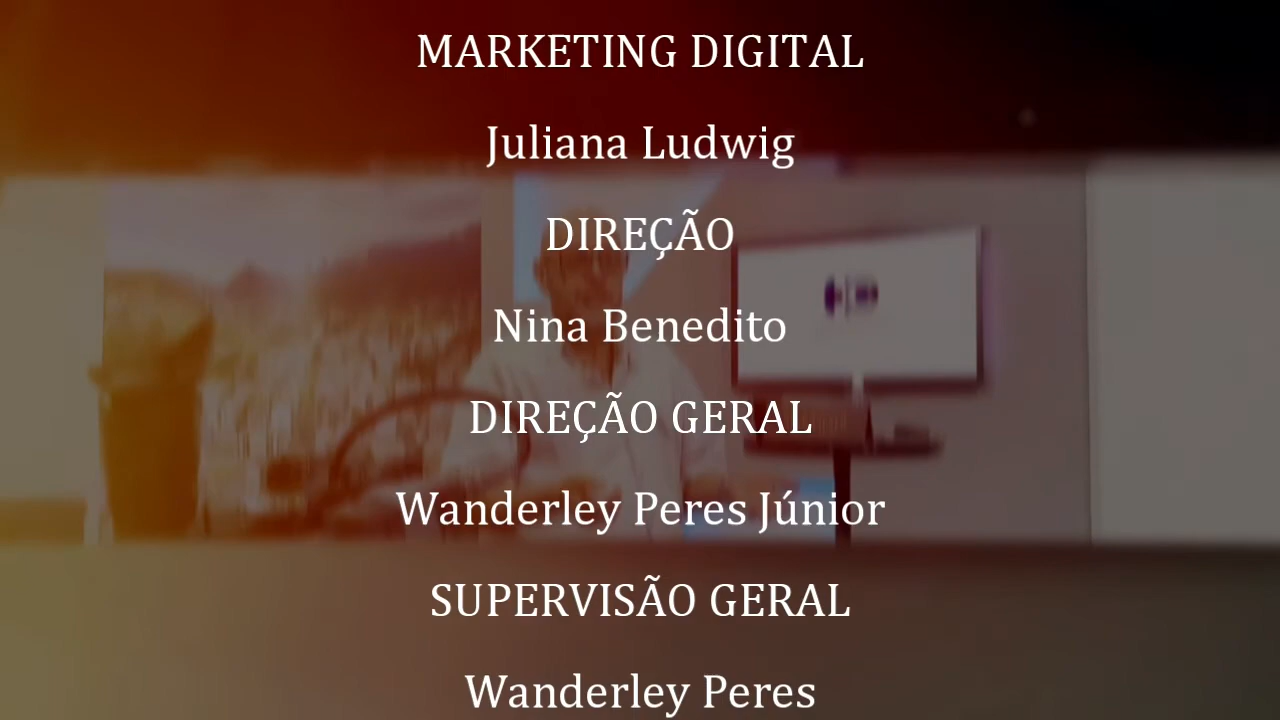 MARKETING DIGITAL
Juliana Ludwig
DIREÇÃO
Nina Benedito
DIREÇÃO GERAL
Wanderley Peres Júnior
SUPERVISÃO GERAL
Wanderley Peres